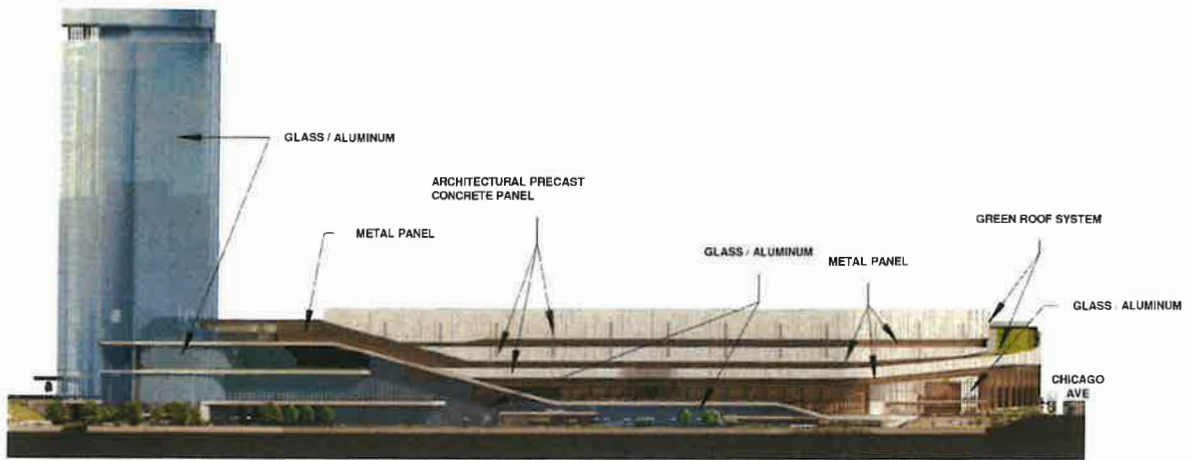 GLASS / ALUMINUM
ARCHITECTURAL PRECAST
CONCRETE PANEL
GREEN ROOF SYSTEM
METAL PANEL
GLASS / ALUMINUM
METAL PANEL
GLASS / ALUMINUM
CHICAGO
AVE